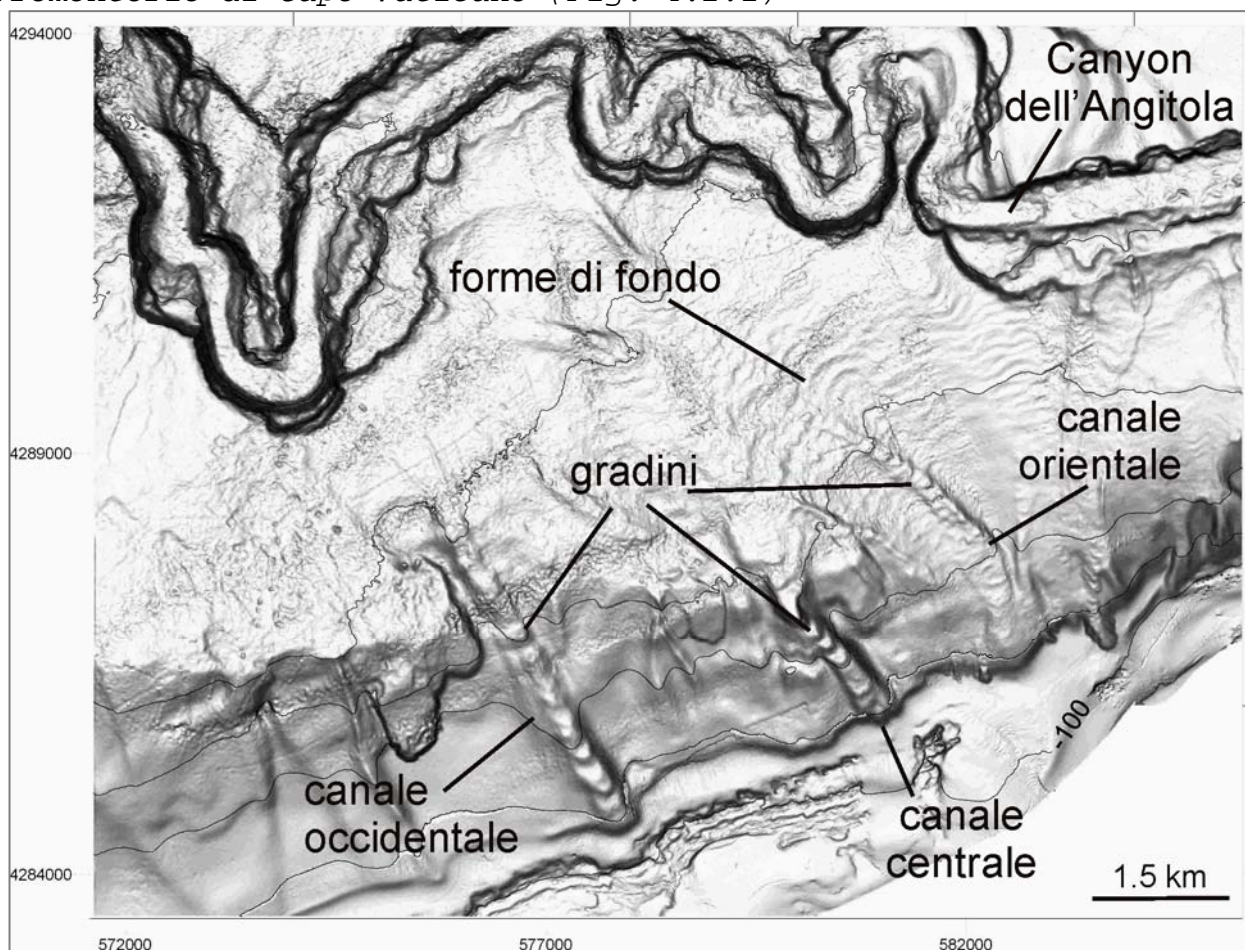 4294000
Canyon
dell'Angitola
forme di fondo
canale
orientale
4289000
gradini
-100
canale
occidentale
canale
centrale
4284000
1.5 km
572000
577000
582000